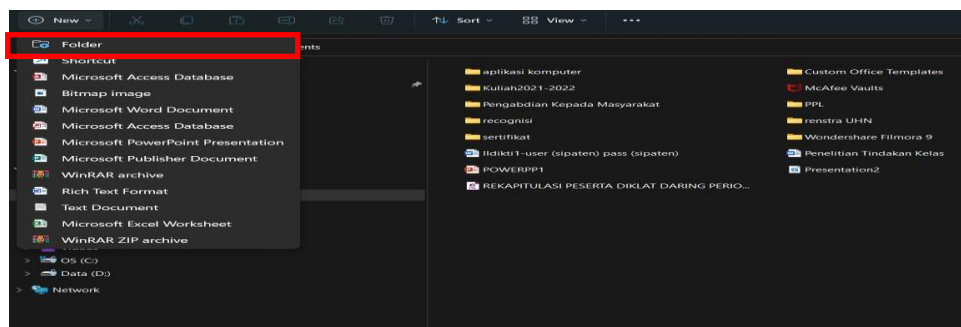 New
Sort
View
Folder
ents
Shortcut
Microsoft Access Database
Bitmap image
Microsoft Word Document
Microsoft Access Database
Microsoft PowerPoint Presentation
Microsoft Publisher Document
WinRAR archive
Rich Text Format
Text Document
Microsoft Excel Worksheet
WinRAR ZIP archive
OS (C:)
Data (D:)
Network
aplikasi komputer
Kuliah2021-2022
Pengabdian Kepada Masyarakat
recognisi
sertifikat
lldikti1-user (sipaten) pass (sipaten)
POWERPP1
REKAPITULASI PESERTA DIKLAT DARING PERIO...
Custom Office Templates
McAfee Vaults
PPL
renstra UHN
Wondershare Filmora 9
Penelitian Tindakan Kelas
Presentation2